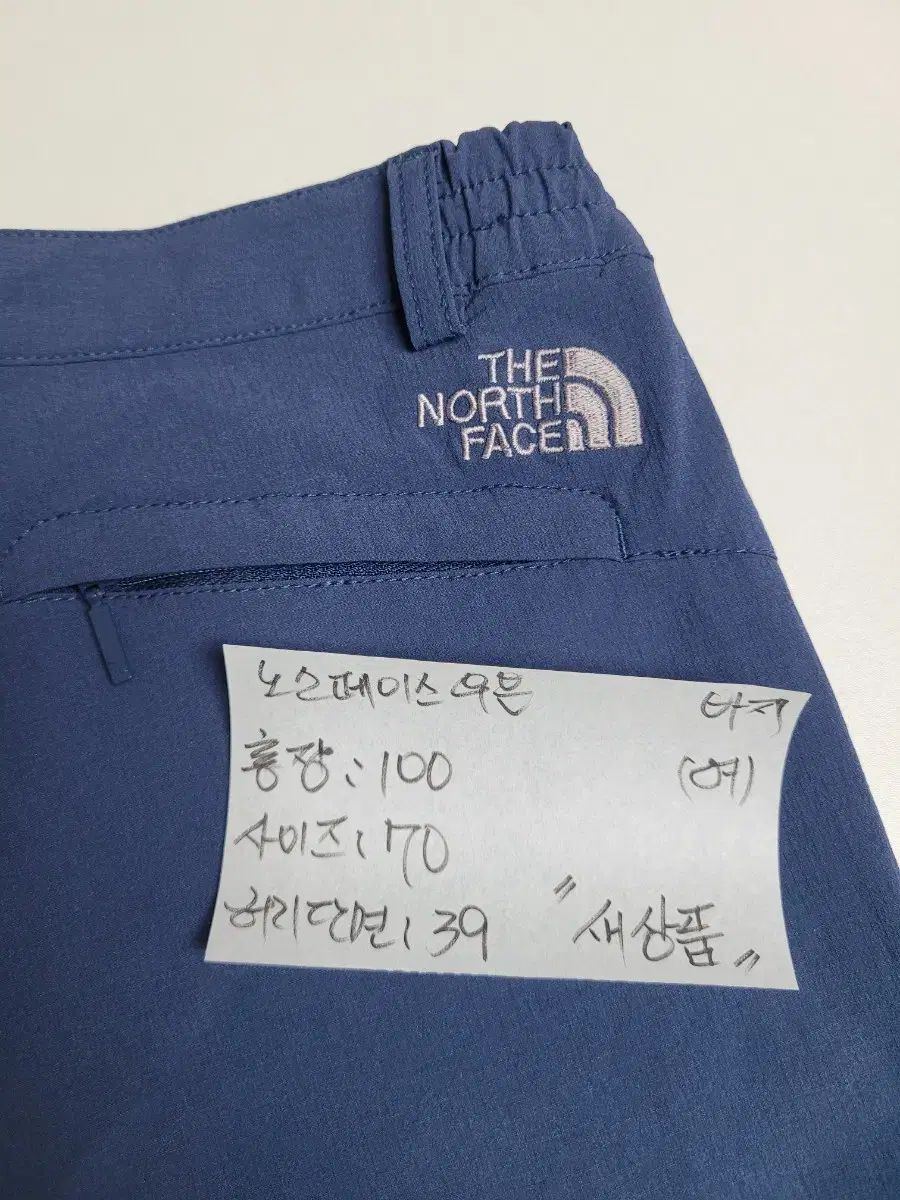 THE
NORTH
FACE
노스페이스 우븐 바지
총장: 100 (여)
사이즈: 70
허리단면: 39 "새상품"